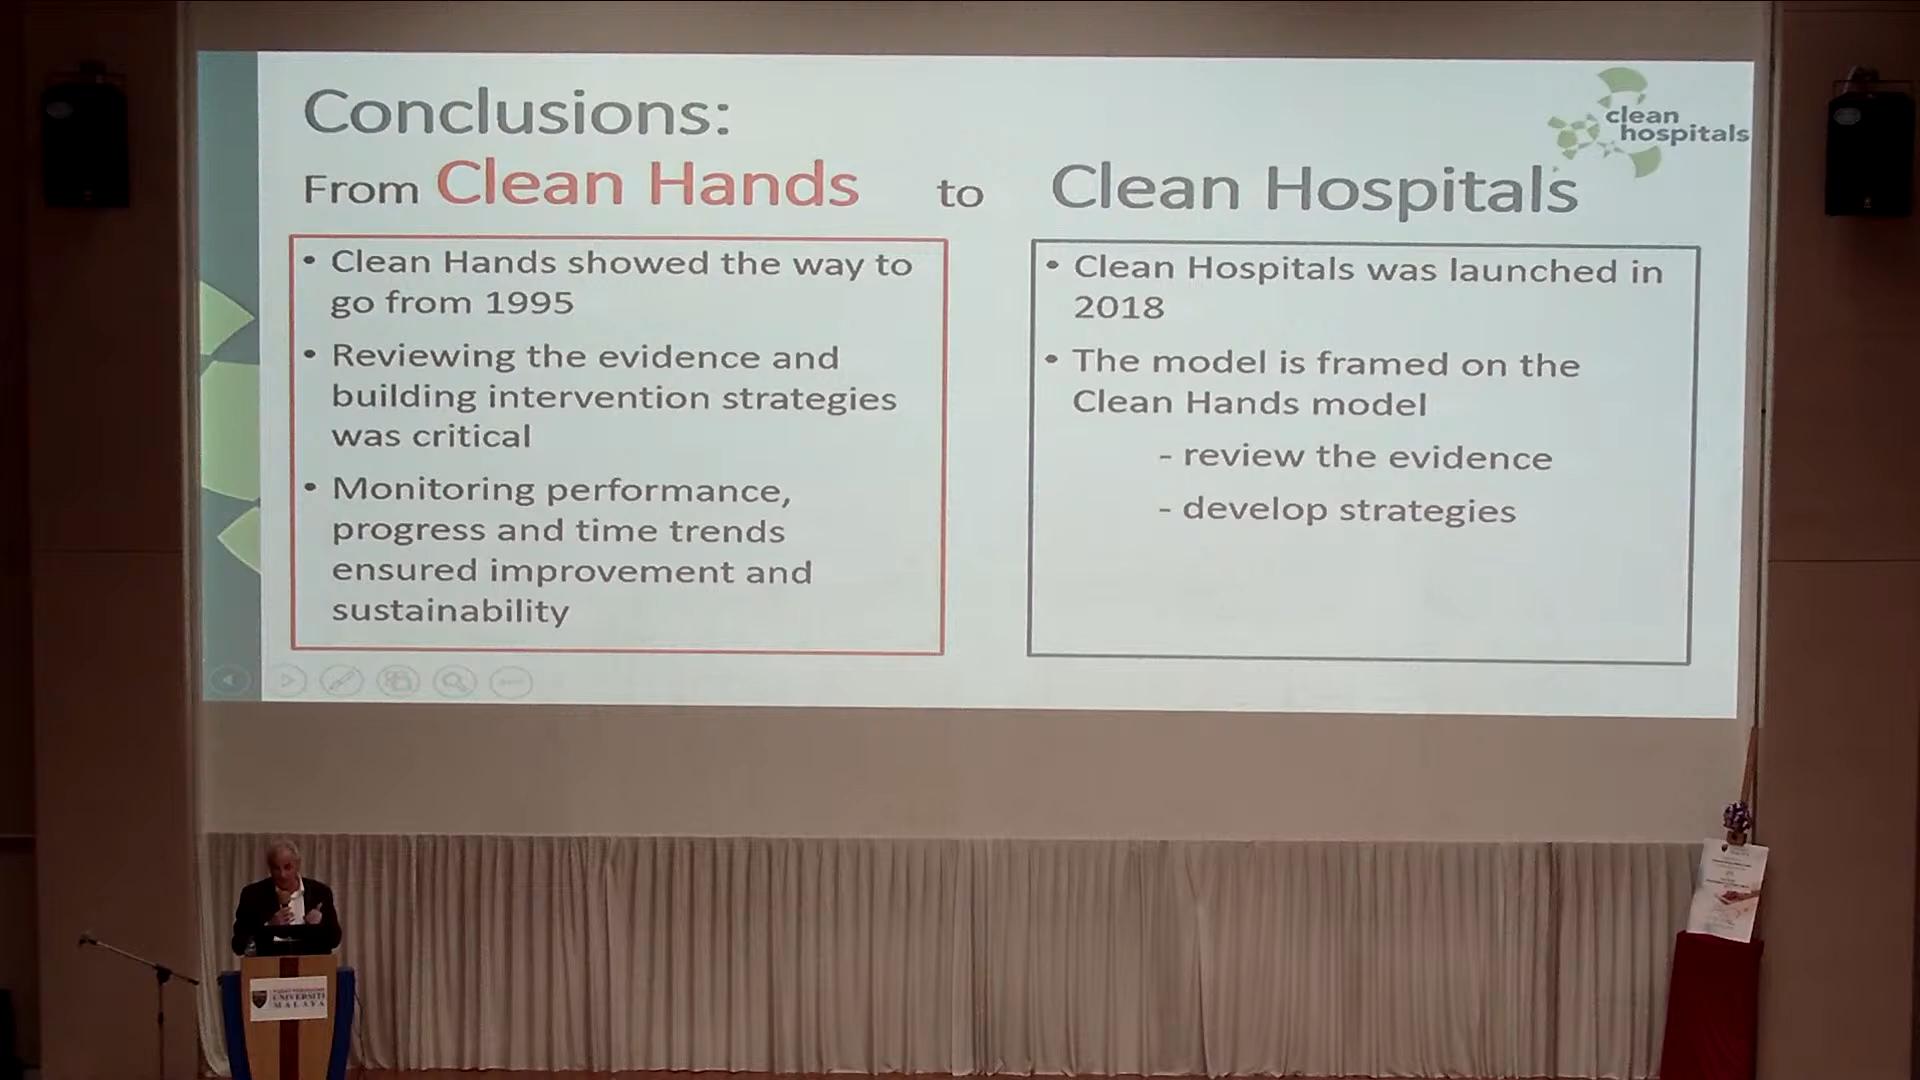 Conclusions:
From Clean Hands to Clean Hospitals
clean
hospitals
• Clean Hands showed the way to
go from 1995
• Reviewing the evidence and
building intervention strategies
was critical
• Monitoring performance,
progress and time trends
ensured improvement and
sustainability
• Clean Hospitals was launched in
2018
• The model is framed on the
Clean Hands model
- review the evidence
- develop strategies
UNIVERSITI
MALAYA